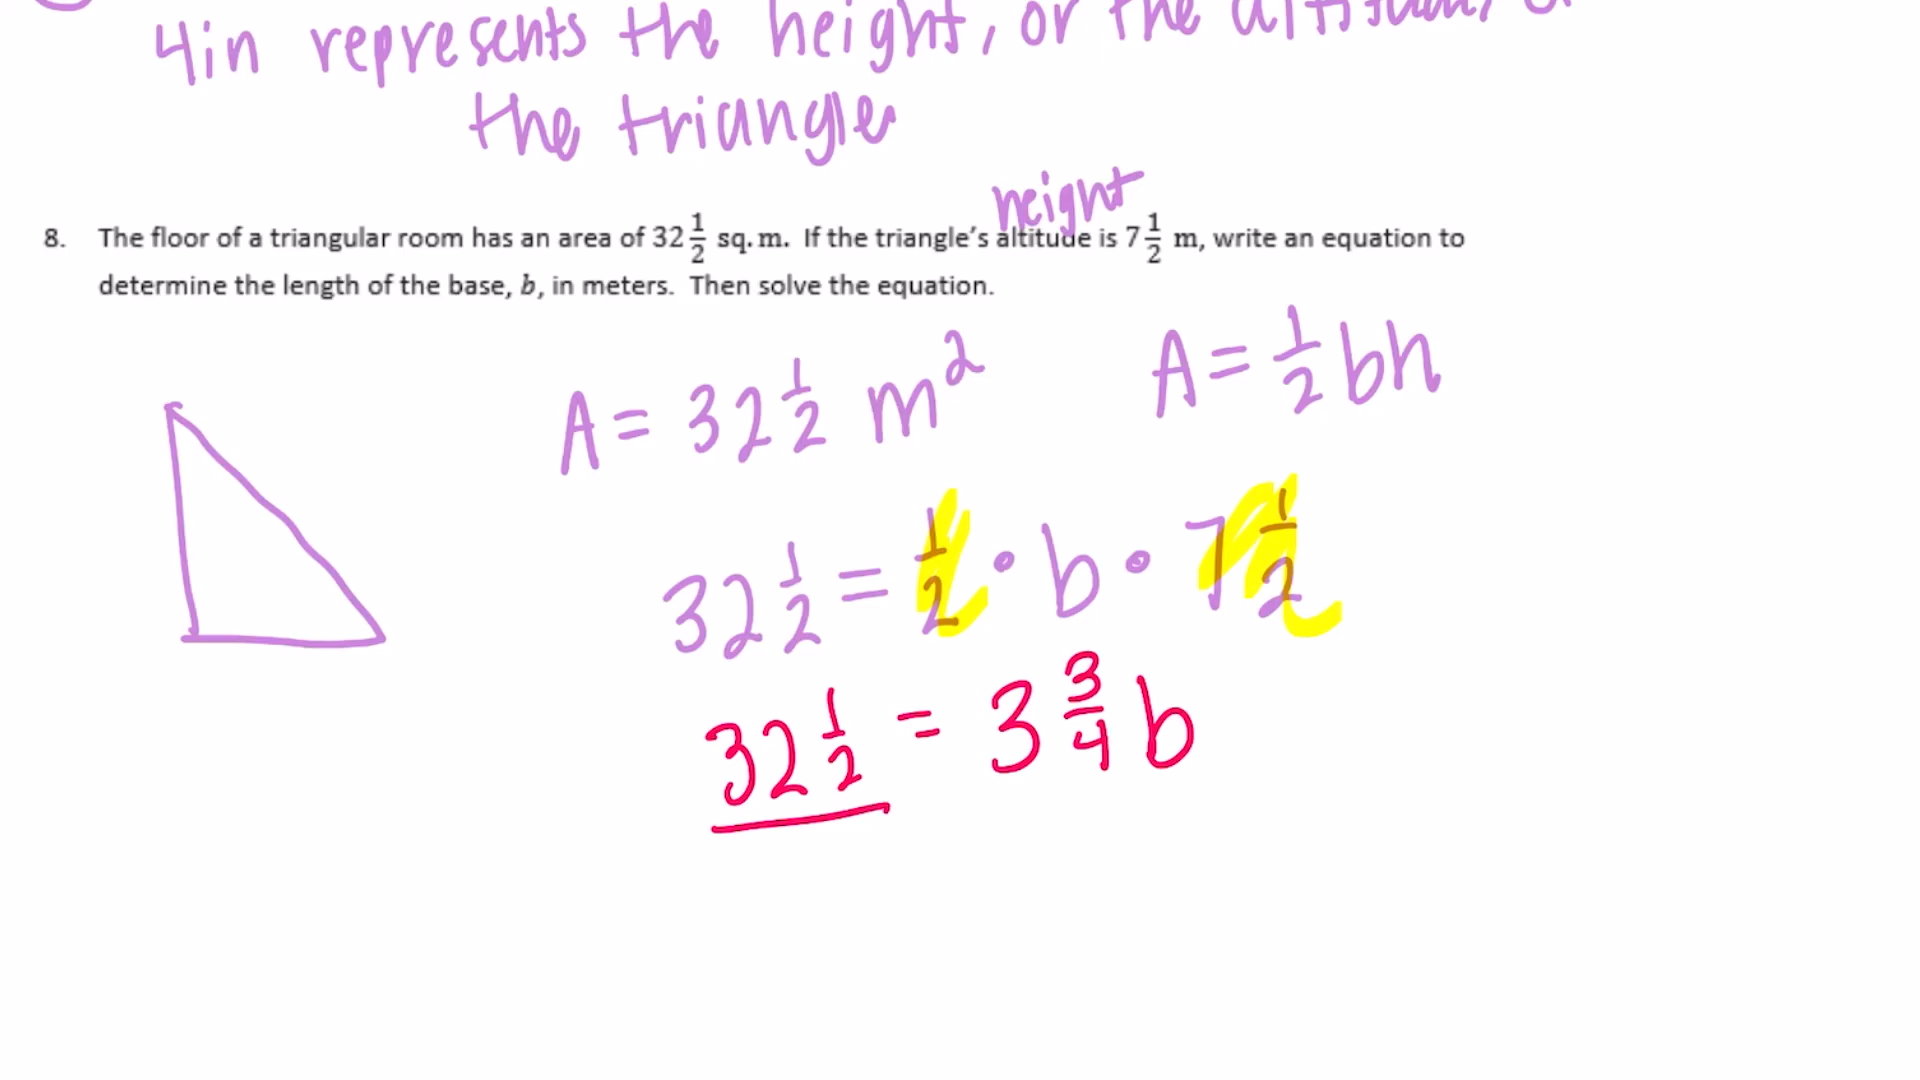 4in represents the height, or the
the triangle
height
8. The floor of a triangular room has an area of 32 1/2 sq. m. If the triangle's altitude is 7 1/2 m, write an equation to
determine the length of the base, b, in meters. Then solve the equation.
A = 32 1/2 m²
A = 1/2 bh
32 1/2 = 1/2 • b • 7 1/2
32 1/2 = 3 3/4 b